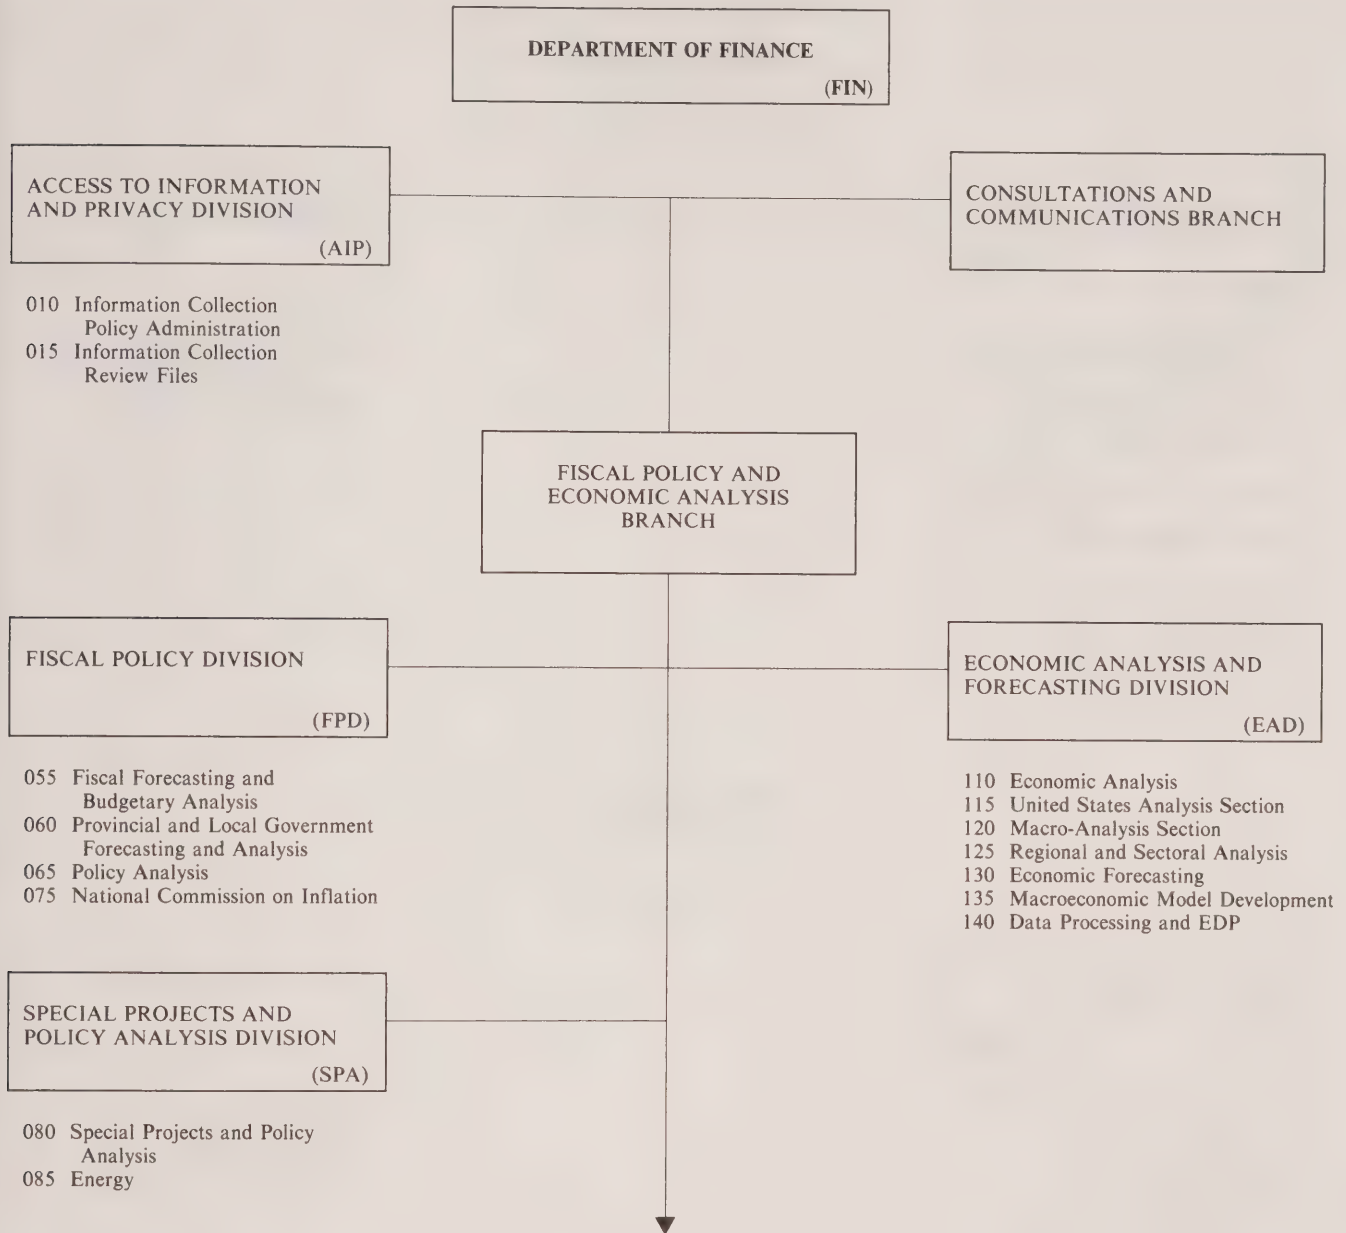 DEPARTMENT OF FINANCE
(FIN)
ACCESS TO INFORMATION
AND PRIVACY DIVISION
(AIP)
010 Information Collection
Policy Administration
015 Information Collection
Review Files
CONSULTATIONS AND
COMMUNICATIONS BRANCH
FISCAL POLICY AND
ECONOMIC ANALYSIS
BRANCH
FISCAL POLICY DIVISION
(FPD)
055 Fiscal Forecasting and
Budgetary Analysis
060 Provincial and Local Government
Forecasting and Analysis
065 Policy Analysis
075 National Commission on Inflation
ECONOMIC ANALYSIS AND
FORECASTING DIVISION
(EAD)
110 Economic Analysis
115 United States Analysis Section
120 Macro-Analysis Section
125 Regional and Sectoral Analysis
130 Economic Forecasting
135 Macroeconomic Model Development
140 Data Processing and EDP
SPECIAL PROJECTS AND
POLICY ANALYSIS DIVISION
(SPA)
080 Special Projects and Policy
Analysis
085 Energy